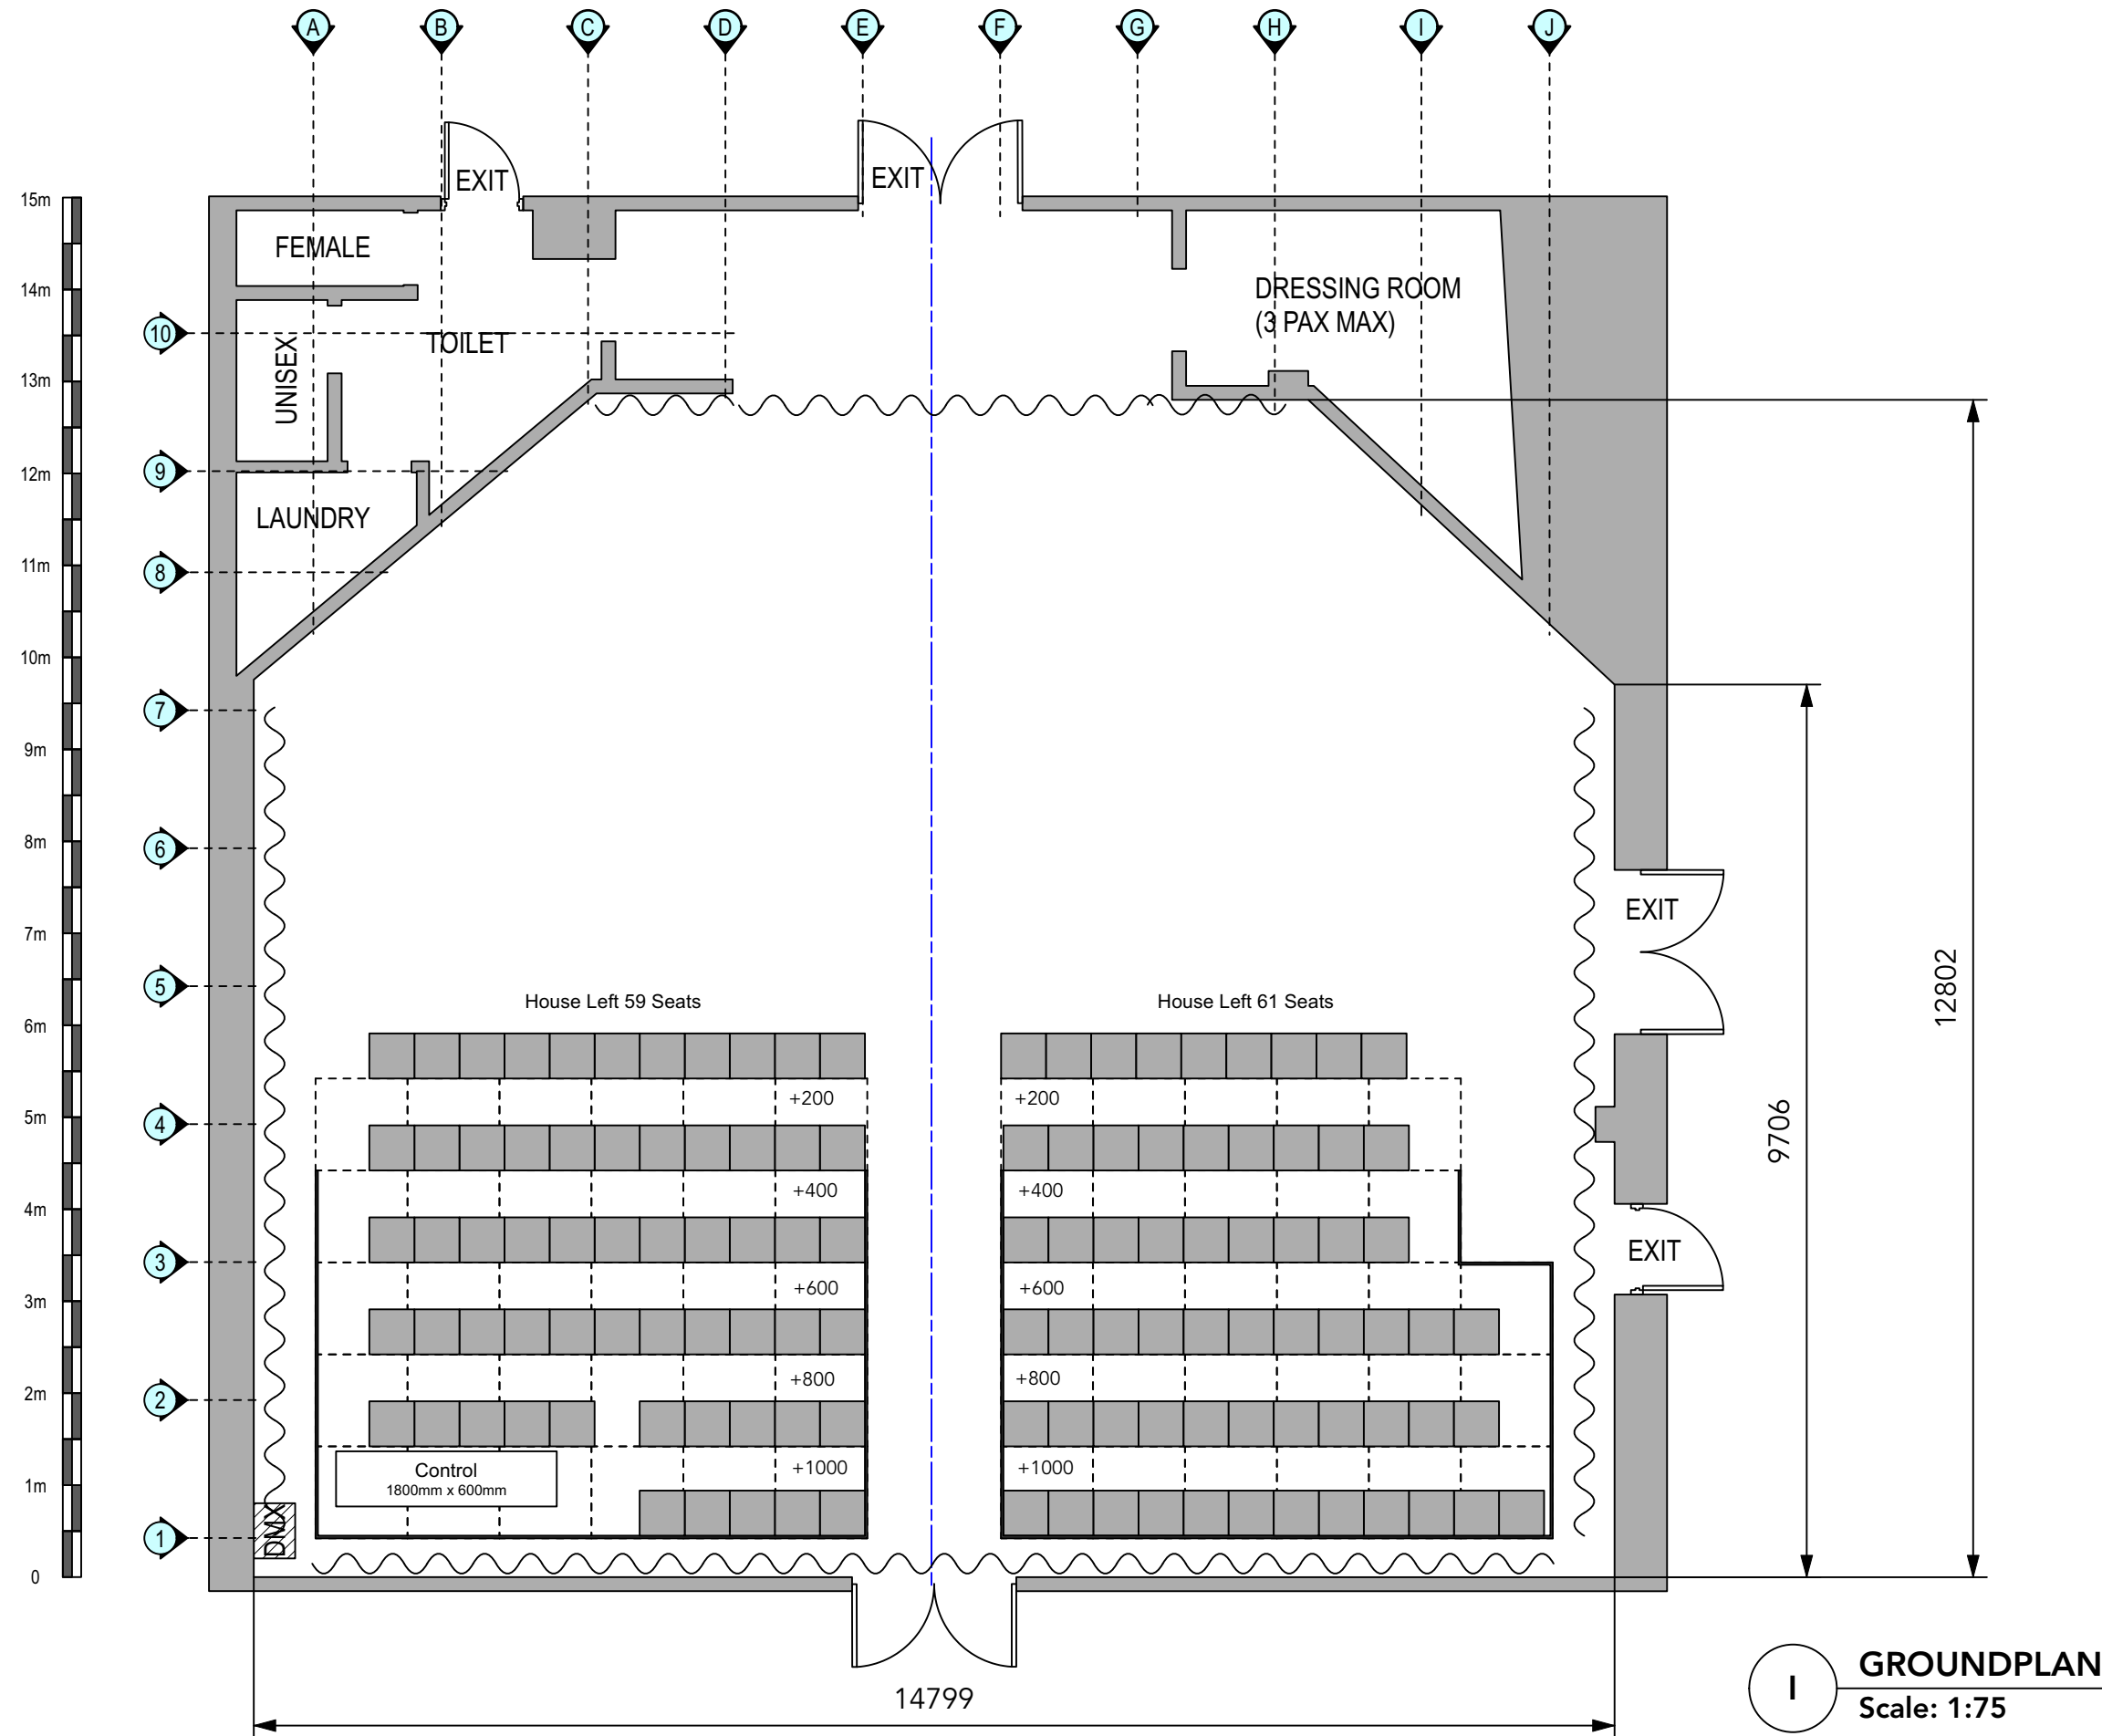 A B C D E F G H I J
EXIT
EXIT
15m
FEMALE
14m
DRESSING ROOM
(3 PAX MAX)
10
TOILET
UNISEX
13m
9
12m
LAUNDRY
11m
8
10m
7
9m
6
8m
EXIT
7m
5
12802
House Left 59 Seats
House Left 61 Seats
6m
+200
+200
5m
4
9706
+400
+400
4m
3
EXIT
+600
+600
3m
+800
+800
2m
2
Control
1800mm x 600mm
+1000
+1000
1m
DMX
1
0
14799
I
GROUNDPLAN
Scale: 1:75